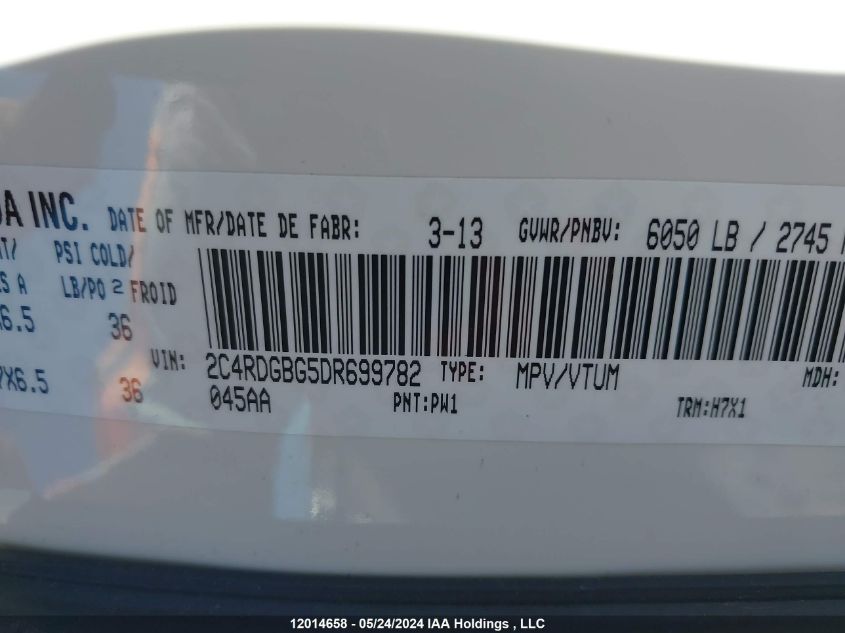 INC. DATE OF MFR/DATE DE FABR: 3-13 GVWR/PNBV: 6050 LB / 2745
PSI COLD/
LB/PO 2 FROID
6.5 36
VIN: 2C4RDGBG5DR699782 TYPE: MPV/VTUM MDH:
7X6.5 36
045AA PNT:PW1 TRM:H7X1
12014658 - 05/24/2024 IAA Holdings , LLC